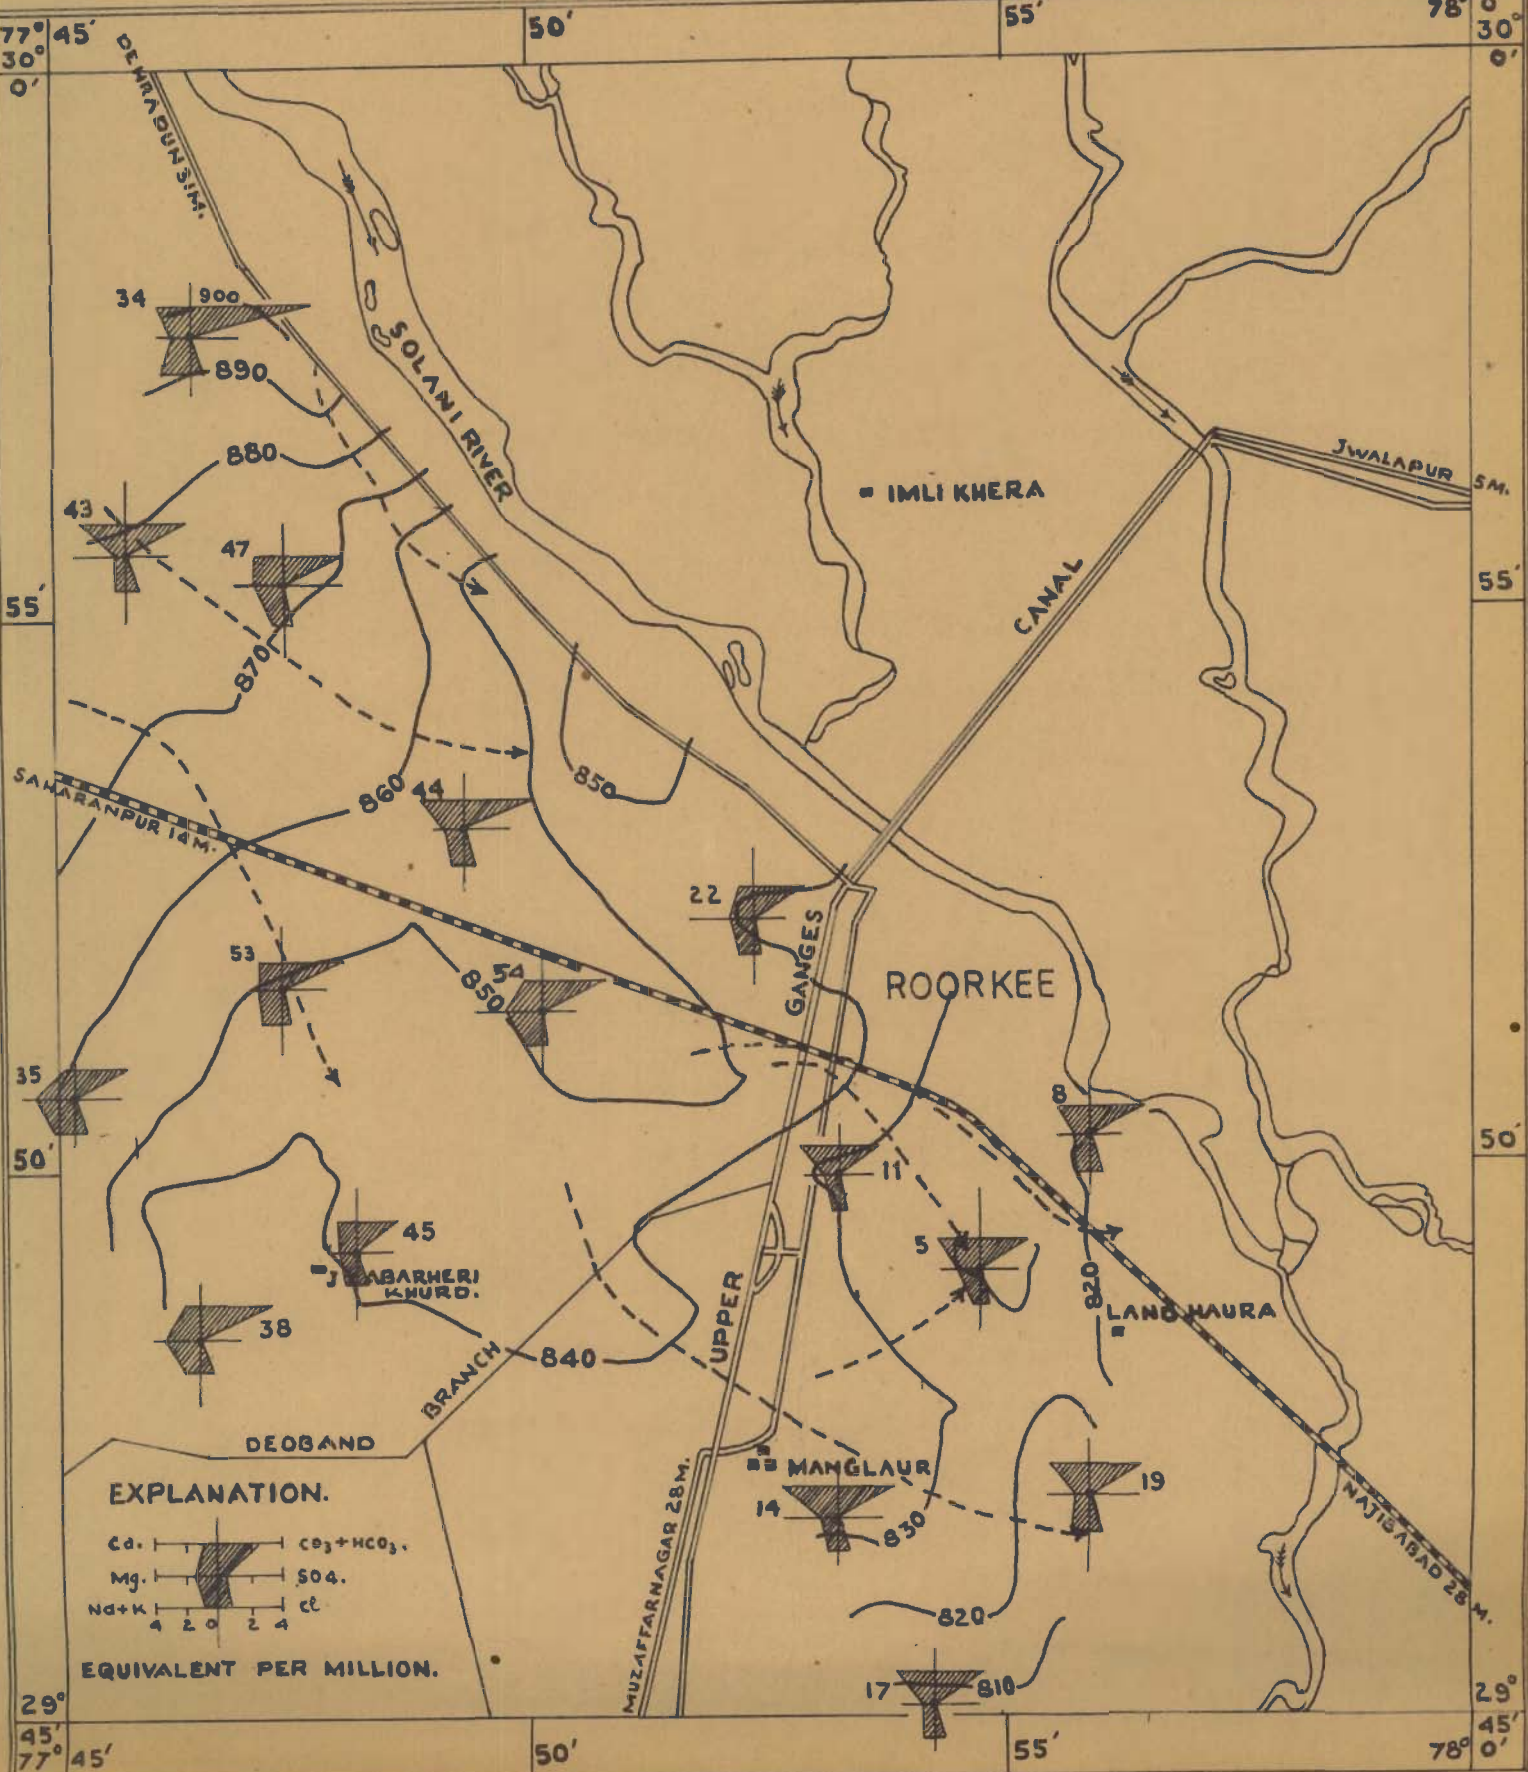 77° 45'
50'
55'
78° 0'
30°
0'
30°
0'
DEHRADUN 31M.
34
900
890
SOLANI RIVER
880
IMLI KHERA
JWALAPUR 5M.
43
47
CANAL
55'
55'
870
SAHARANPUR 14M.
860
44
850
22
GANGES
ROORKEE
53
850
54
35
8
50'
50'
11
45
5
JHABARHERI
KHURD.
820
LANDHAURA
38
UPPER
840
BRANCH
DEOBAND
MANGLAUR
19
14
830
NAJIBABAD 28M.
EXPLANATION.
Ca. CO3+HCO3.
Mg. SO4.
Na+K Cl
4 2 0 2 4
EQUIVALENT PER MILLION.
MUZAFFARNAGAR 28M.
820
17
810
29°
45'
29°
45'
77° 45'
50'
55'
78° 0'